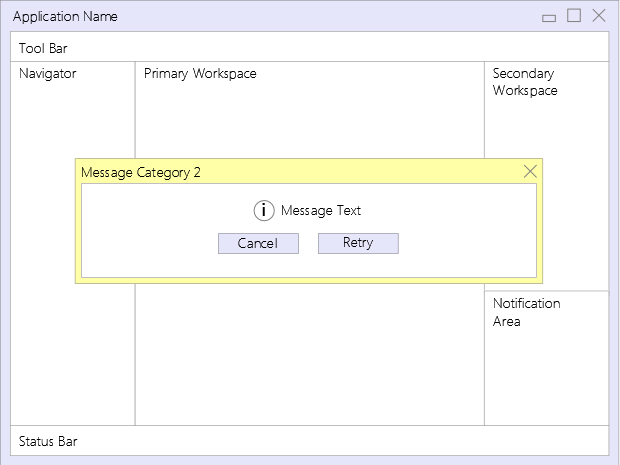 Application Name
Tool Bar
Navigator
Primary Workspace
Secondary
Workspace
Message Category 2
i Message Text
Cancel
Retry
Notification
Area
Status Bar